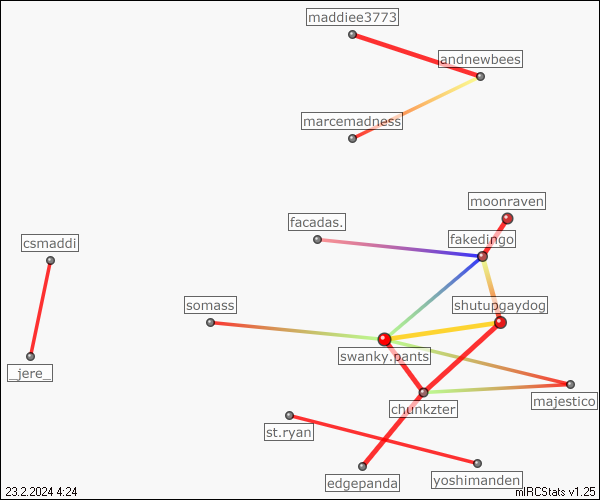 maddiee3773
andnewbees
marcemadness
moonraven
facadas.
fakedingo
csmaddi
somass
shutupgaydog
swanky.pants
_jere_
majestico
chunkzter
st.ryan
edgepanda
yoshimanden
23.2.2024 4:24
mIRCStats v1.25